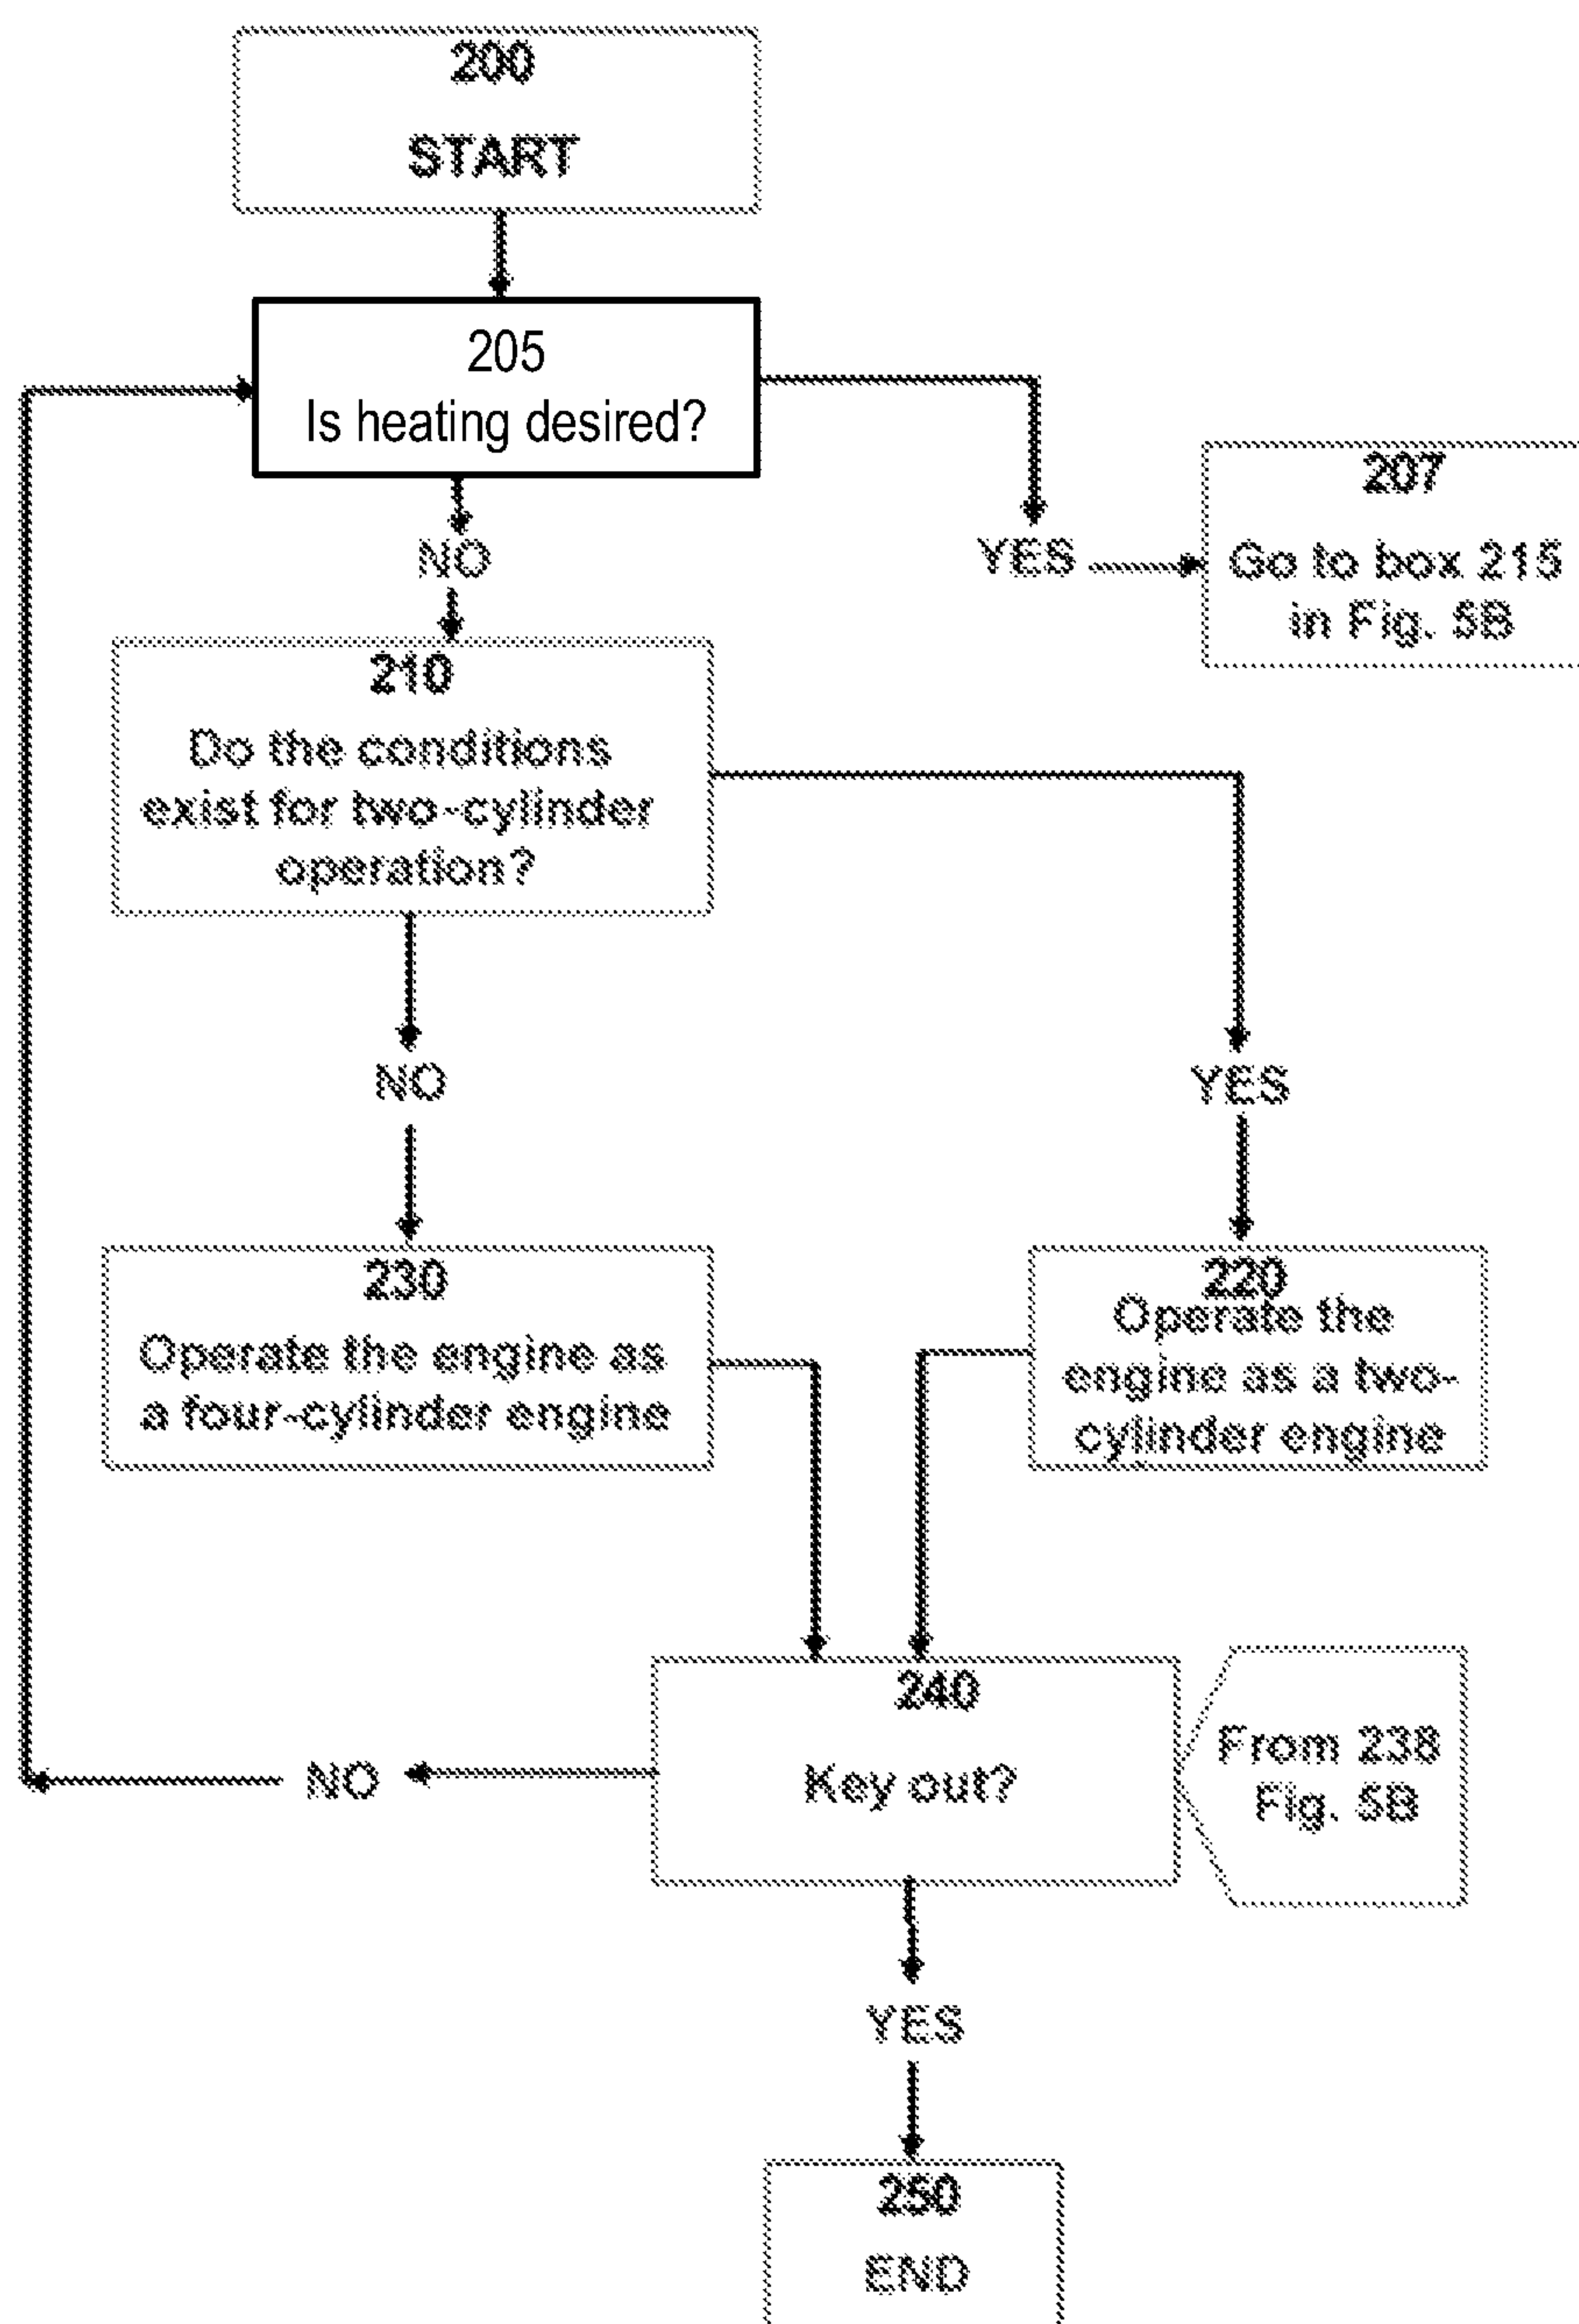 200
START
205
Is heating desired?
NO
YES
207
Go to box 215
in Fig. 5B
210
Do the conditions
exist for two-cylinder
operation?
NO
YES
230
Operate the engine as
a four-cylinder engine
220
Operate the
engine as a two-
cylinder engine
240
Key out?
From 238
Fig. 5B
NO
YES
250
END